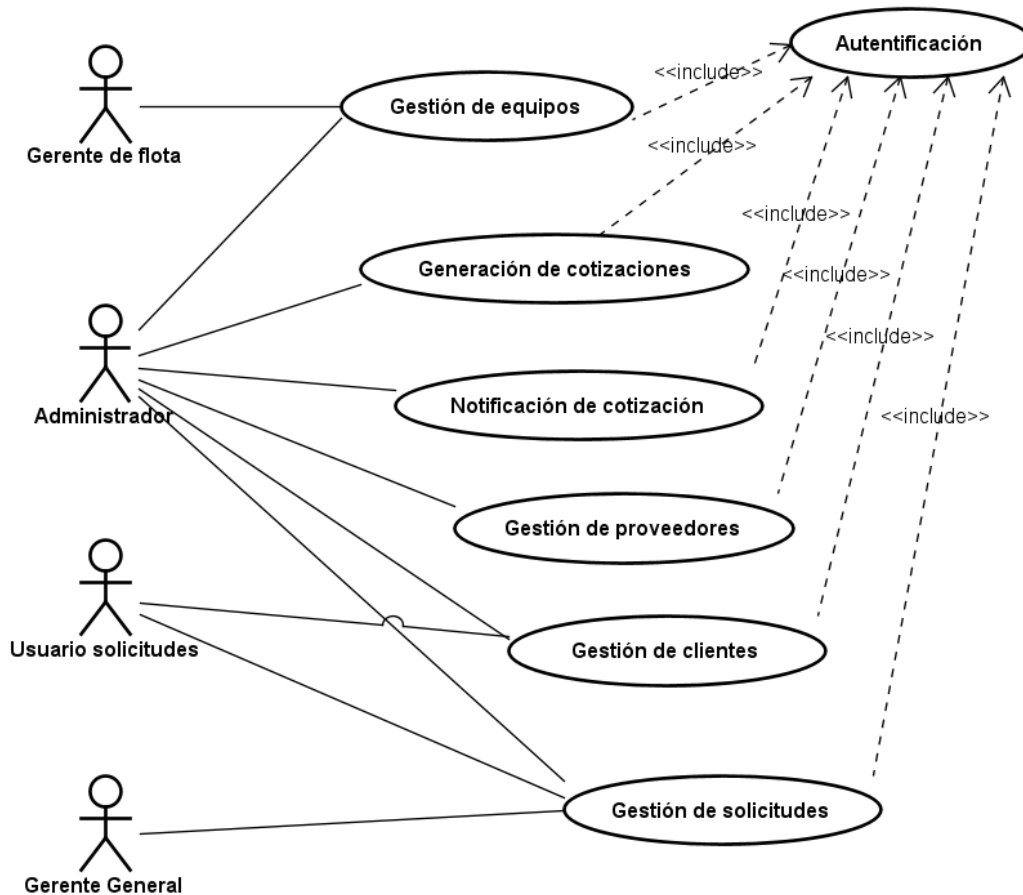 Autentificación
<<include>>
Gestión de equipos
Gerente de flota
<<include>>
<<include>>
Generación de cotizaciones
<<include>>
<<include>>
Administrador
Notificación de cotización
<<include>>
Gestión de proveedores
Usuario solicitudes
Gestión de clientes
Gestión de solicitudes
Gerente General